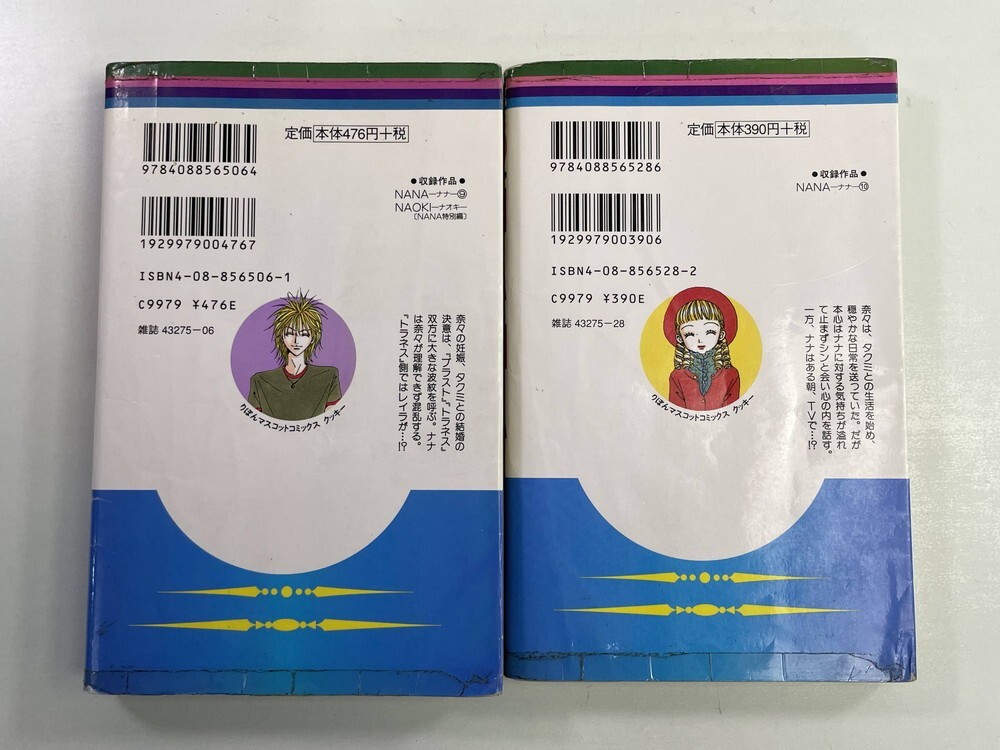 9784088565064
定価 本体476円+税
●収録作品●
NANA─ナナ─⑨
NAOKI─ナオキ─
〔NANA特別編〕
1929979004767
ISBN4-08-856506-1
C9979 ¥476E
雑誌 43275-06
りぼんマスコットコミックス クッキー
奈々の妊娠、タクミとの結婚の
決意は、『ブラスト』『トラネス』
双方に大きな波紋を呼ぶ。ナナ
は奈々が理解できず混乱する。
『トラネス』側ではレイラが…!?
9784088565286
定価 本体390円+税
●収録作品●
NANA─ナナ─⑩
1929979003906
ISBN4-08-856528-2
C9979 ¥390E
雑誌 43275-28
りぼんマスコットコミックス クッキー
奈々は、タクミとの生活を始め、
穏やかな日常を送っていた。だが
本心はナナに対する気持ちが溢れ
て止まずシンと会い心の内を話す。
一方、ナナはある朝、TVで…!?